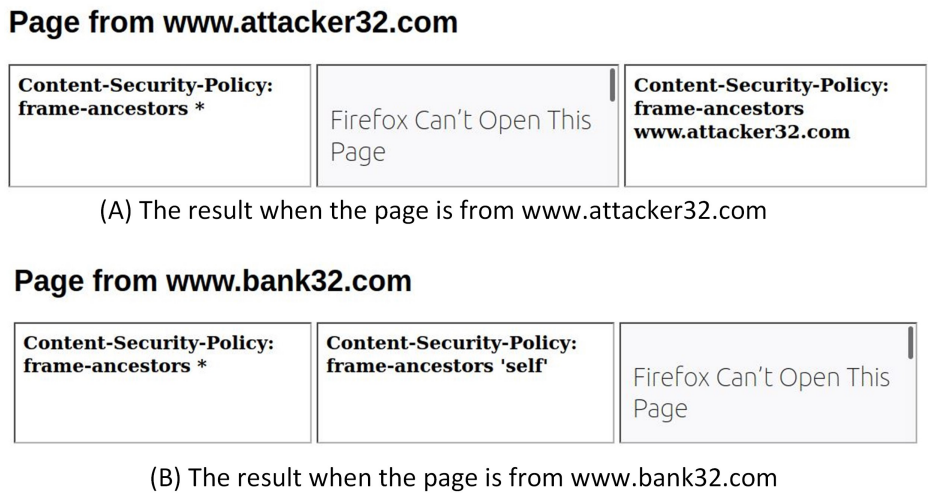 Page from www.attacker32.com
Content-Security-Policy:
frame-ancestors *
Firefox Can’t Open This
Page
Content-Security-Policy:
frame-ancestors
www.attacker32.com
(A) The result when the page is from www.attacker32.com
Page from www.bank32.com
Content-Security-Policy:
frame-ancestors *
Content-Security-Policy:
frame-ancestors 'self'
Firefox Can’t Open This
Page
(B) The result when the page is from www.bank32.com